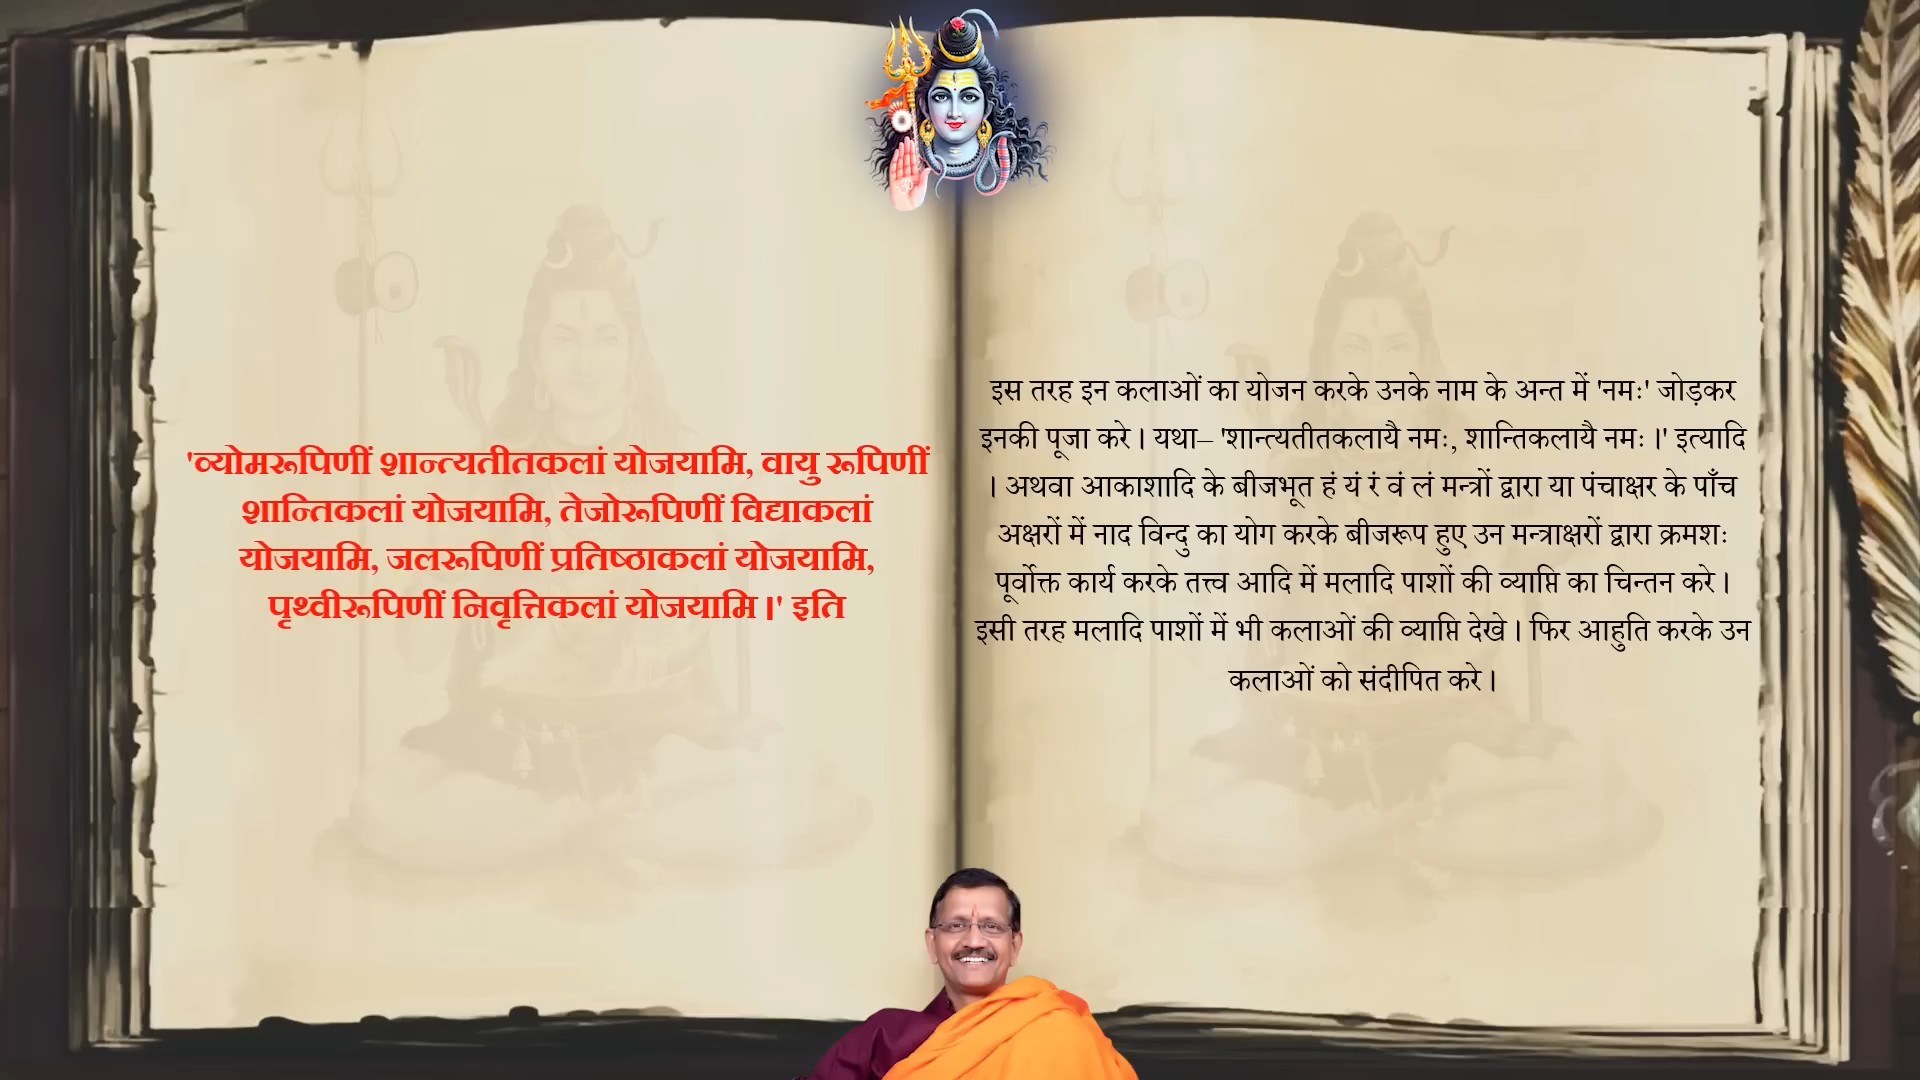 'व्योमरूपिणीं शान्त्यतीतकलां योजयामि, वायु रूपिणीं
शान्तिकलां योजयामि, तेजोरूपिणीं विद्याकलां
योजयामि, जलरूपिणीं प्रतिष्ठाकलां योजयामि,
पृथ्वीरूपिणीं निवृत्तिकलां योजयामि ।' इति
इस तरह इन कलाओं का योजन करके उनके नाम के अन्त में 'नमः' जोड़कर
इनकी पूजा करे । यथा– 'शान्त्यतीतकलायै नमः, शान्तिकलायै नमः ।' इत्यादि
। अथवा आकाशादि के बीजभूत हं यं रं वं लं मन्त्रों द्वारा या पंचाक्षर के पाँच
अक्षरों में नाद विन्दु का योग करके बीजरूप हुए उन मन्त्राक्षरों द्वारा क्रमशः
पूर्वोक्त कार्य करके तत्त्व आदि में मलादि पाशों की व्याप्ति का चिन्तन करे ।
इसी तरह मलादि पाशों में भी कलाओं की व्याप्ति देखे । फिर आहुति करके उन
कलाओं को संदीपित करे ।